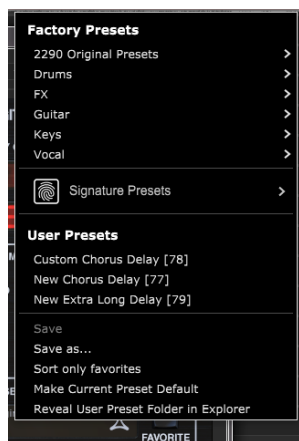 Factory Presets
2290 Original Presets
Drums
FX
Guitar
Keys
Vocal
Signature Presets
User Presets
Custom Chorus Delay [78]
New Chorus Delay [77]
New Extra Long Delay [79]
Save
Save as...
Sort only favorites
Make Current Preset Default
Reveal User Preset Folder in Explorer
FAVORITE